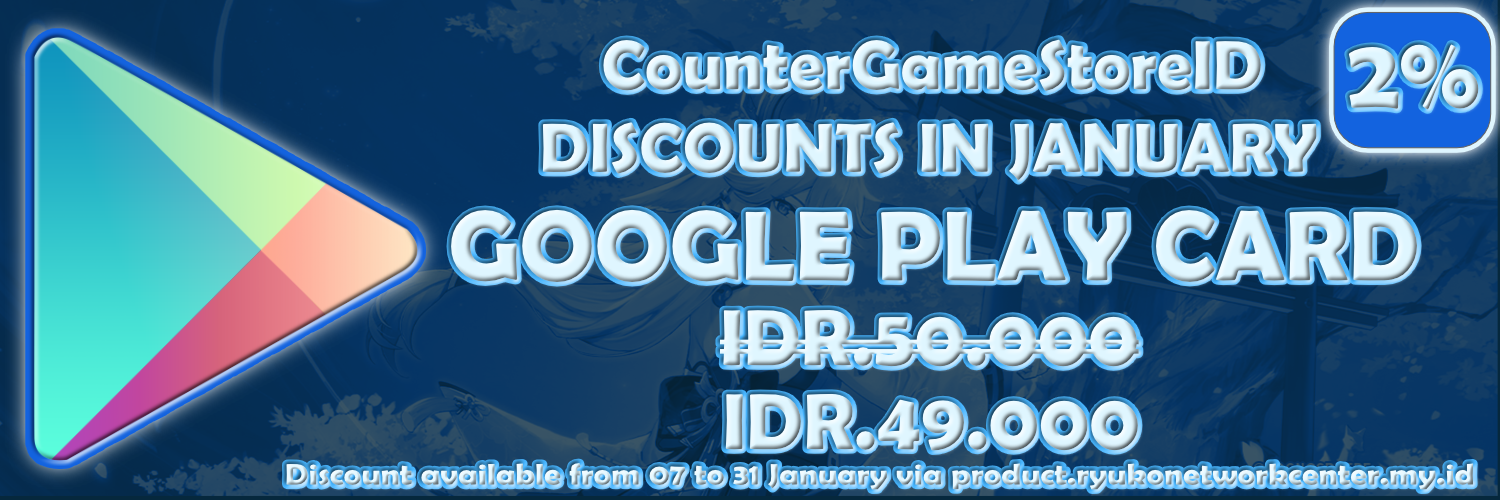 CounterGameStoreID
2%
DISCOUNTS IN JANUARY
GOOGLE PLAY CARD
IDR.50.000
IDR.49.000
Discount available from 07 to 31 January via product.ryukonetworkcenter.my.id